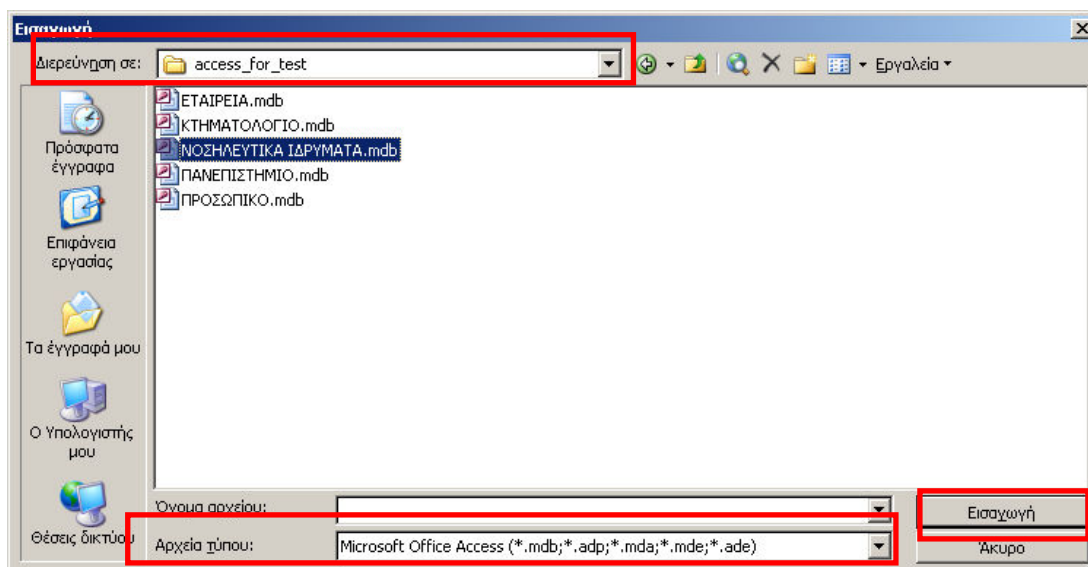 Εισαγωγή
Διερεύνηση σε:
access_for_test
Εργαλεία
Πρόσφατα
έγγραφα
Επιφάνεια
εργασίας
Τα έγγραφά μου
Ο Υπολογιστής
μου
Θέσεις δικτύου
ΕΤΑΙΡΕΙΑ.mdb
ΚΤΗΜΑΤΟΛΟΓΙΟ.mdb
ΝΟΣΗΛΕΥΤΙΚΑ ΙΔΡΥΜΑΤΑ.mdb
ΠΑΝΕΠΙΣΤΗΜΙΟ.mdb
ΠΡΟΣΩΠΙΚΟ.mdb
Όνομα αρχείου:
Εισαγωγή
Αρχεία τύπου:
Microsoft Office Access (*.mdb;*.adp;*.mda;*.mde;*.ade)
Άκυρο